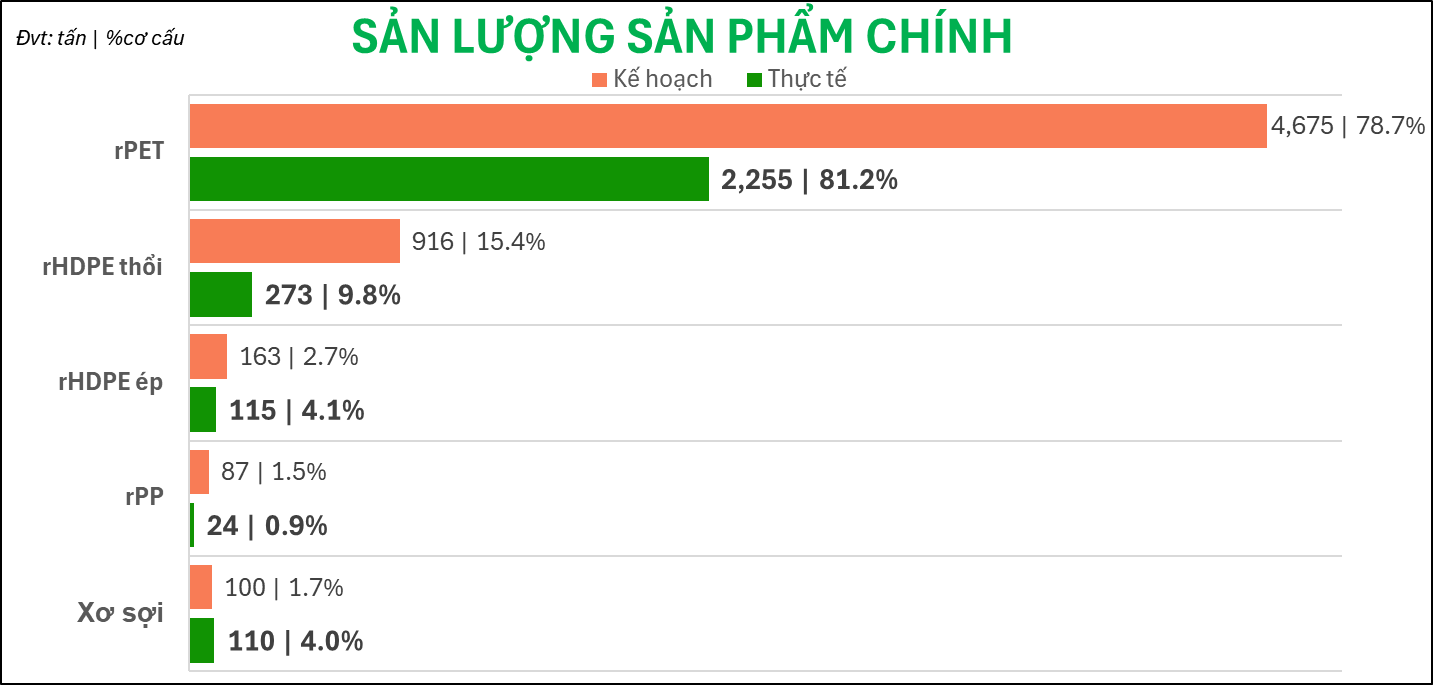 Đvt: tấn | %cơ cấu
SẢN LƯỢNG SẢN PHẨM CHÍNH
Kế hoạch Thực tế
rPET
4,675 | 78.7%
2,255 | 81.2%
rHDPE thổi
916 | 15.4%
273 | 9.8%
rHDPE ép
163 | 2.7%
115 | 4.1%
rPP
87 | 1.5%
24 | 0.9%
Xơ sợi
100 | 1.7%
110 | 4.0%